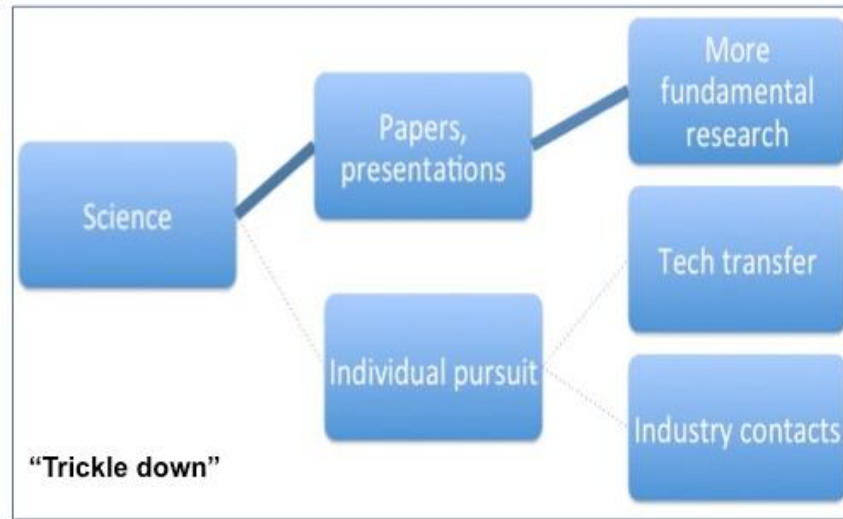 Science
Papers,
presentations
More
fundamental
research
Individual pursuit
Tech transfer
Industry contacts
“Trickle down”